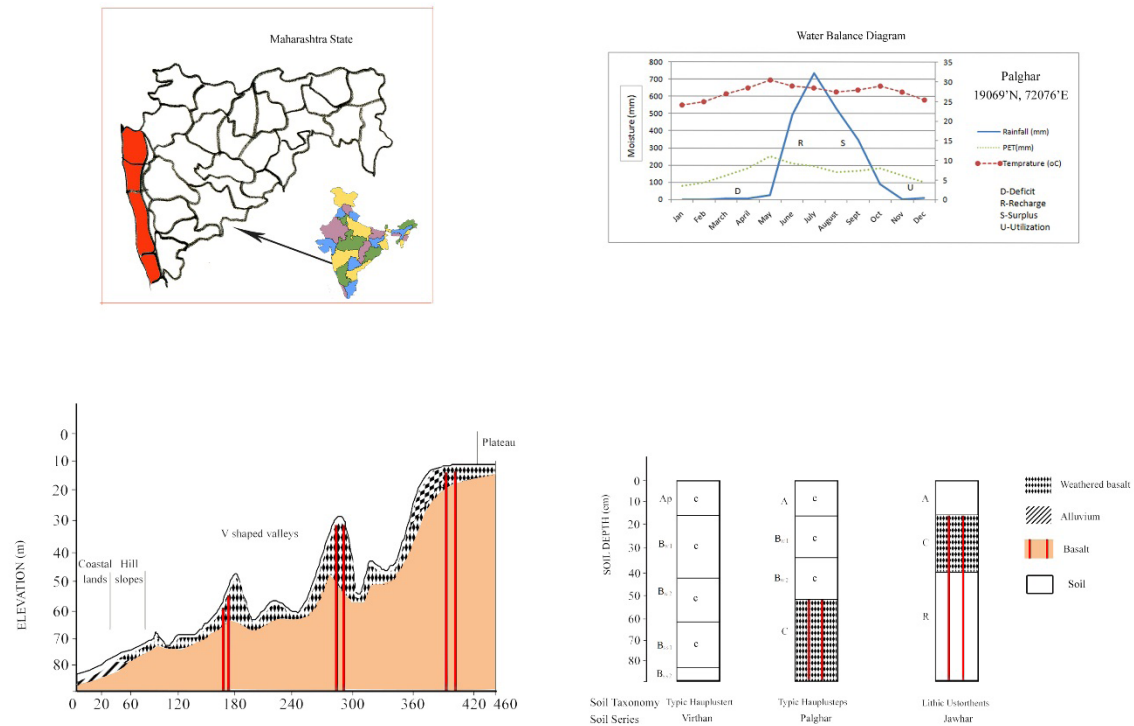 Maharashtra State
Water Balance Diagram
Moisture (mm)
800
700
600
500
400
300
200
100
0
35
30
25
20
15
10
5
0
D
R
S
U
Jan
Feb
March
April
May
June
July
August
Sept
Oct
Nov
Dec
Palghar
19069’N, 72076’E
Rainfall (mm)
PET(mm)
Temprature (oC)
D-Deficit
R-Recharge
S-Surplus
U-Utilization
ELEVATION (m)
0
10
20
30
40
50
60
70
80
Coastal lands
Hill slopes
V shaped valleys
Plateau
0 20 60 120 180 240 300 360 420 460
SOIL DEPTH (cm)
0
10
20
30
40
50
60
70
80
Ap
c
c
c
c
A
c
c
c
C
A
C
R
Weathered basalt
Alluvium
Basalt
Soil
Soil Taxonomy Typic Hauplustert Typic Hauplusteps Lithic Ustorthents
Soil Series Virthan Palghar Jawhar